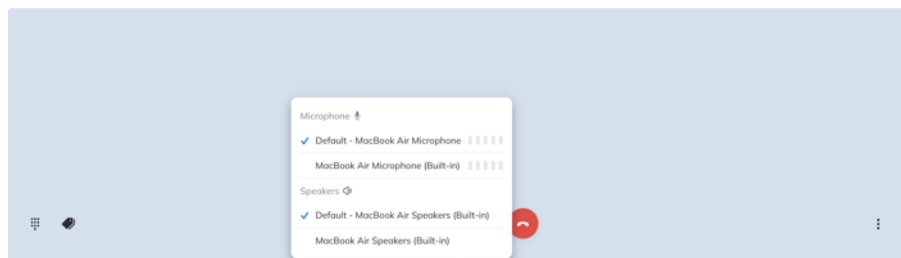 Microphone
Default - MacBook Air Microphone
MacBook Air Microphone (Built-in)
Speakers
Default - MacBook Air Speakers (Built-in)
MacBook Air Speakers (Built-in)